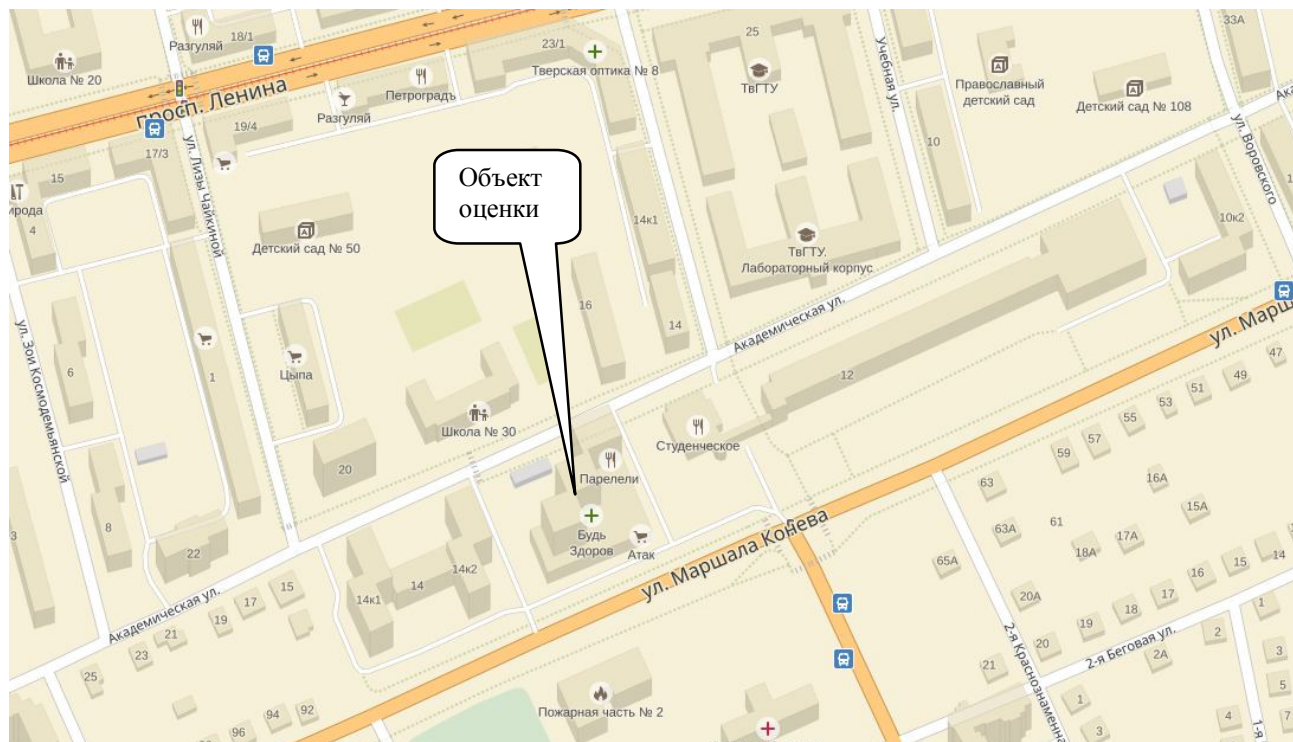 Разгуляй
18/1
Школа № 20
просп. Ленина
Петроградъ
Разгуляй
23/1
Тверская оптика № 8
25
ТвГТУ
Учебная ул.
Православный
детский сад
Детский сад № 108
33А
ул. Воровского
19/4
17/3
15
4
ул. Лизы Чайкиной
Детский сад № 50
Объект
оценки
14к1
10
ТвГТУ.
Лабораторный корпус
10к2
16
14
Академическая ул.
ул. Зои Космодемьянской
6
1
Цыпа
Школа № 30
20
12
Студенческое
Парелели
Будь
Здоров
Атак
ул. Маршала Конева
47
49
51
53
55
57
59
63
63А
61
16А
15А
17А
18А
65А
8
22
14к1
14
14к2
15
17
19
21
23
25
Академическая ул.
20А
20
19
18
17
16
15
14
1
2
2А
2-я Беговая ул.
3
5
7
21
1
3
4
92
94
96
Пожарная часть № 2